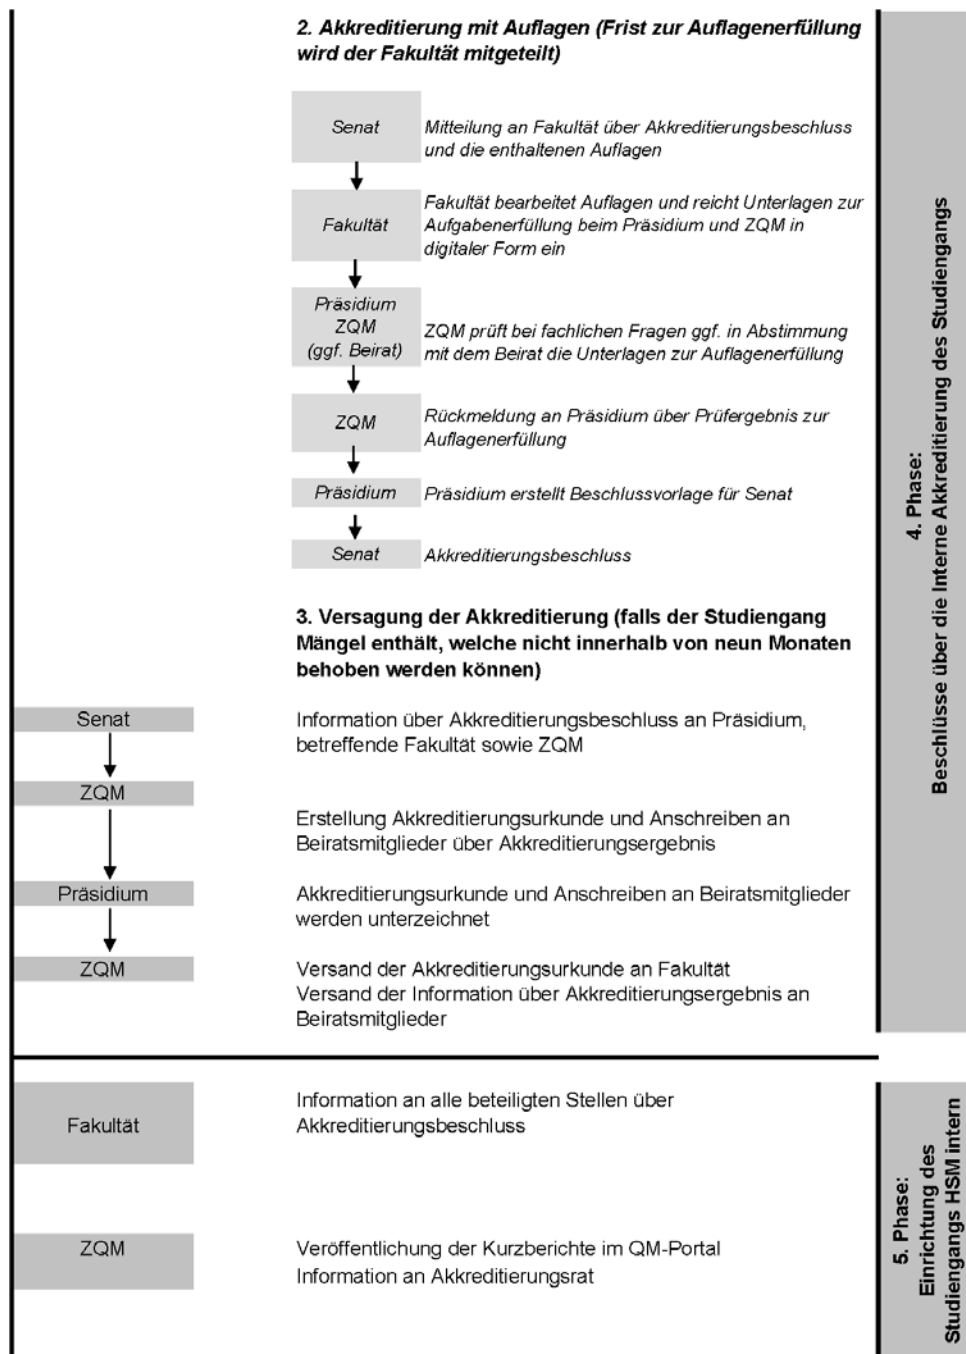 2. Akkreditierung mit Auflagen (Frist zur Auflagenerfüllung
wird der Fakultät mitgeteilt)
Senat
Mitteilung an Fakultät über Akkreditierungsbeschluss
und die enthaltenen Auflagen
Fakultät
Fakultät bearbeitet Auflagen und reicht Unterlagen zur
Aufgabenerfüllung beim Präsidium und ZQM in
digitaler Form ein
Präsidium
ZQM
(ggf. Beirat)
ZQM prüft bei fachlichen Fragen ggf. in Abstimmung
mit dem Beirat die Unterlagen zur Auflagenerfüllung
ZQM
Rückmeldung an Präsidium über Prüfergebnis zur
Auflagenerfüllung
Präsidium
Präsidium erstellt Beschlussvorlage für Senat
Senat
Akkreditierungsbeschluss
3. Versagung der Akkreditierung (falls der Studiengang
Mängel enthält, welche nicht innerhalb von neun Monaten
behoben werden können)
Senat
Information über Akkreditierungsbeschluss an Präsidium,
betreffende Fakultät sowie ZQM
ZQM
Erstellung Akkreditierungsurkunde und Anschreiben an
Beiratsmitglieder über Akkreditierungsergebnis
Präsidium
Akkreditierungsurkunde und Anschreiben an Beiratsmitglieder
werden unterzeichnet
ZQM
Versand der Akkreditierungsurkunde an Fakultät
Versand der Information über Akkreditierungsergebnis an
Beiratsmitglieder
4. Phase:
Beschlüsse über die Interne Akkreditierung des Studiengangs
Fakultät
Information an alle beteiligten Stellen über
Akkreditierungsbeschluss
ZQM
Veröffentlichung der Kurzberichte im QM-Portal
Information an Akkreditierungsrat
5. Phase:
Einrichtung des
Studiengangs HSM intern